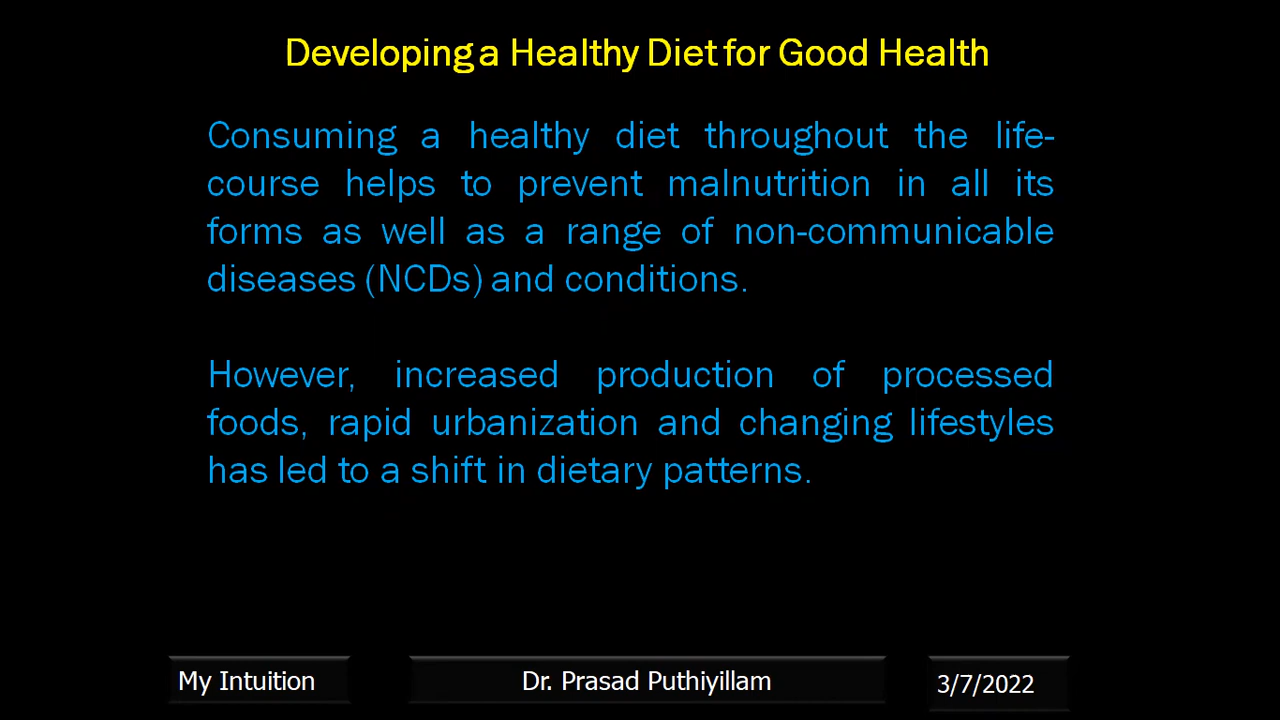 Developing a Healthy Diet for Good Health
Consuming a healthy diet throughout the life-
course helps to prevent malnutrition in all its
forms as well as a range of non-communicable
diseases (NCDs) and conditions.
However, increased production of processed
foods, rapid urbanization and changing lifestyles
has led to a shift in dietary patterns.
My Intuition
Dr. Prasad Puthiyillam
3/7/2022